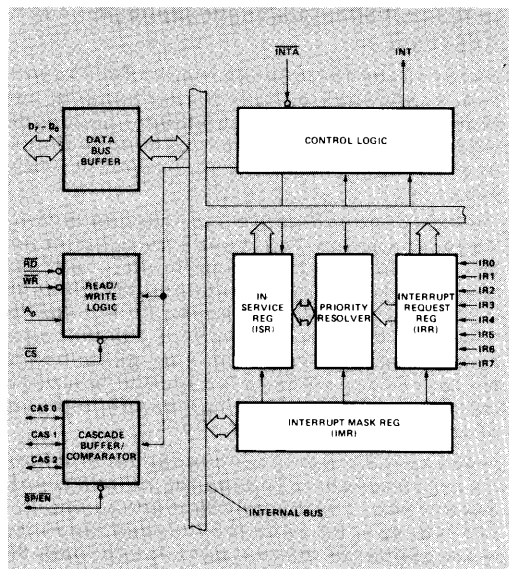 INTA
INT
D7 - D0
DATA
BUS
BUFFER
CONTROL LOGIC
RD
WR
A0
CS
READ/
WRITE
LOGIC
IN
SERVICE
REG
(ISR)
PRIORITY
RESOLVER
INTERRUPT
REQUEST
REG
(IRR)
IR0
IR1
IR2
IR3
IR4
IR5
IR6
IR7
CAS 0
CAS 1
CAS 2
SP/EN
CASCADE
BUFFER/
COMPARATOR
INTERRUPT MASK REG
(IMR)
INTERNAL BUS